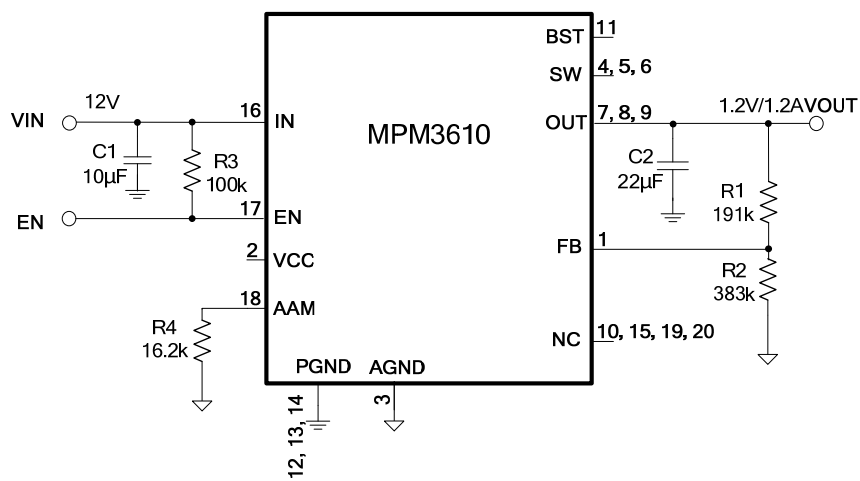 BST
11
SW
4, 5, 6
7, 8, 9
OUT
1.2V/1.2AVOUT
12V
VIN
16
IN
MPM3610
C1
10µF
R3
100k
C2
22µF
R1
191k
EN
17
EN
1
FB
2
VCC
R2
383k
18
AAM
R4
16.2k
NC
10, 15, 19, 20
PGND
AGND
12, 13, 14
3